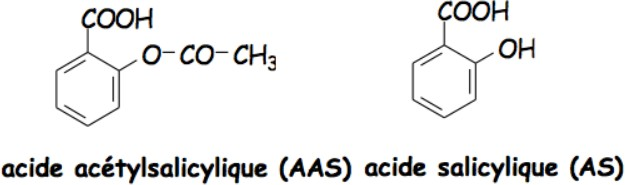 COOH COOH
O-CO-CH3 OH
acide acétylsalicylique (AAS) acide salicylique (AS)